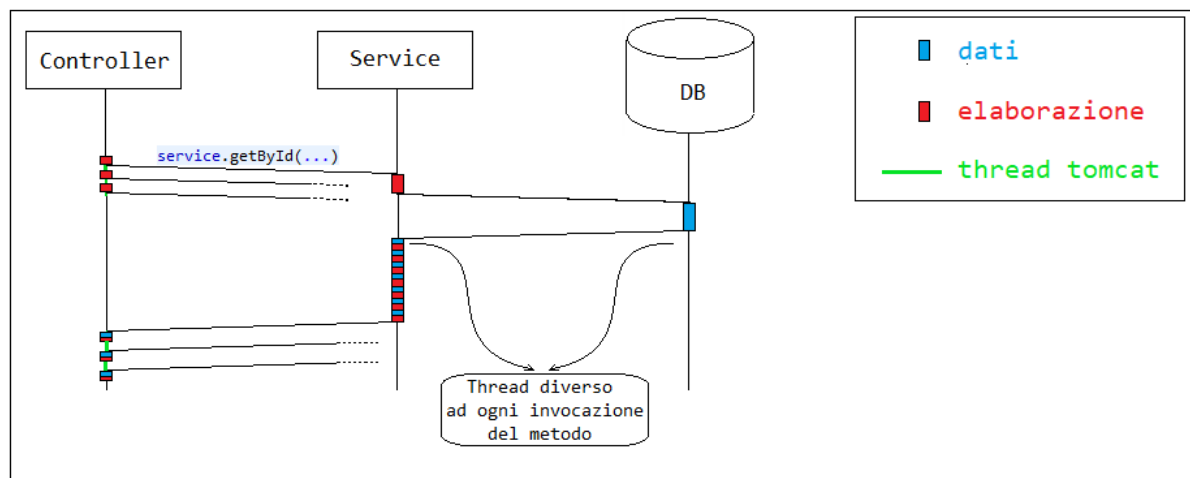 Controller
Service
DB
dati
elaborazione
thread tomcat
service.getById(...)
Thread diverso
ad ogni invocazione
del metodo